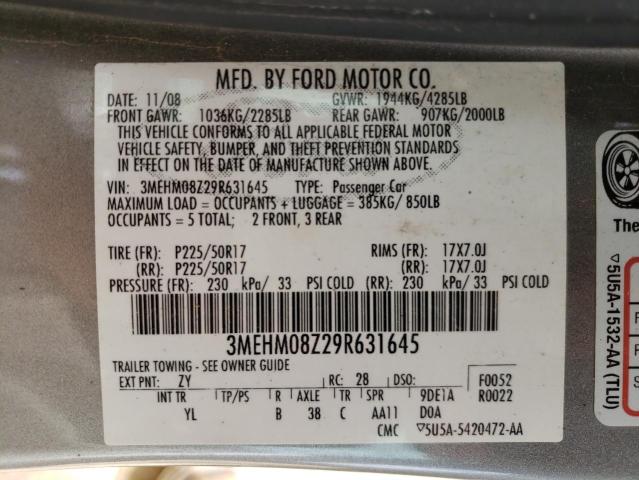 MFD. BY FORD MOTOR CO.
DATE: 11/08 GVWR: 1944KG/4285LB
FRONT GAWR: 1036KG/2285LB REAR GAWR: 907KG/2000LB
THIS VEHICLE CONFORMS TO ALL APPLICABLE FEDERAL MOTOR
VEHICLE SAFETY, BUMPER, AND THEFT PREVENTION STANDARDS
IN EFFECT ON THE DATE OF MANUFACTURE SHOWN ABOVE.
VIN: 3MEHM08Z29R631645 TYPE: Passenger Car
MAXIMUM LOAD = OCCUPANTS + LUGGAGE = 385KG/ 850LB
OCCUPANTS = 5 TOTAL; 2 FRONT, 3 REAR
TIRE (FR): P225/50R17 RIMS (FR): 17X7.0J
(RR): P225/50R17 (RR): 17X7.0J
PRESSURE (FR): 230 kPa/ 33 PSI COLD (RR): 230 kPa/ 33 PSI COLD
3MEHM08Z29R631645
TRAILER TOWING - SEE OWNER GUIDE
EXT PNT: ZY RC: 28 DSO: F0052
INT TR TP/PS R AXLE TR SPR 9DE1A R0022
YL B 38 C AA11 D0A
CMC ▽5U5A-5420472-AA
The
▽5U5A-1532-AA (TLU)
F
F
S